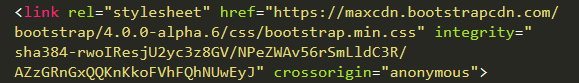 <link rel="stylesheet" href="https://maxcdn.bootstrapcdn.com/
bootstrap/4.0.0-alpha.6/css/bootstrap.min.css" integrity="
sha384-rwoIResjU2yc3z8GV/NPeZWAv56rSmLldC3R/
AZzGRnGxQQKnKkoFVhFQhNUwEyJ" crossorigin="anonymous">